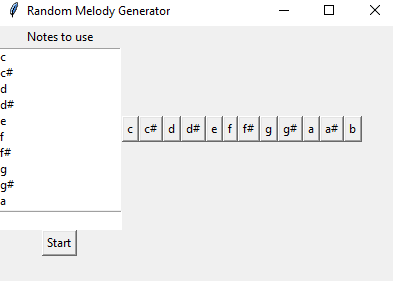 Random Melody Generator
Notes to use
c
c#
d
d#
e
f
f#
g
g#
a
c c# d d# e f f# g g# a a# b
Start